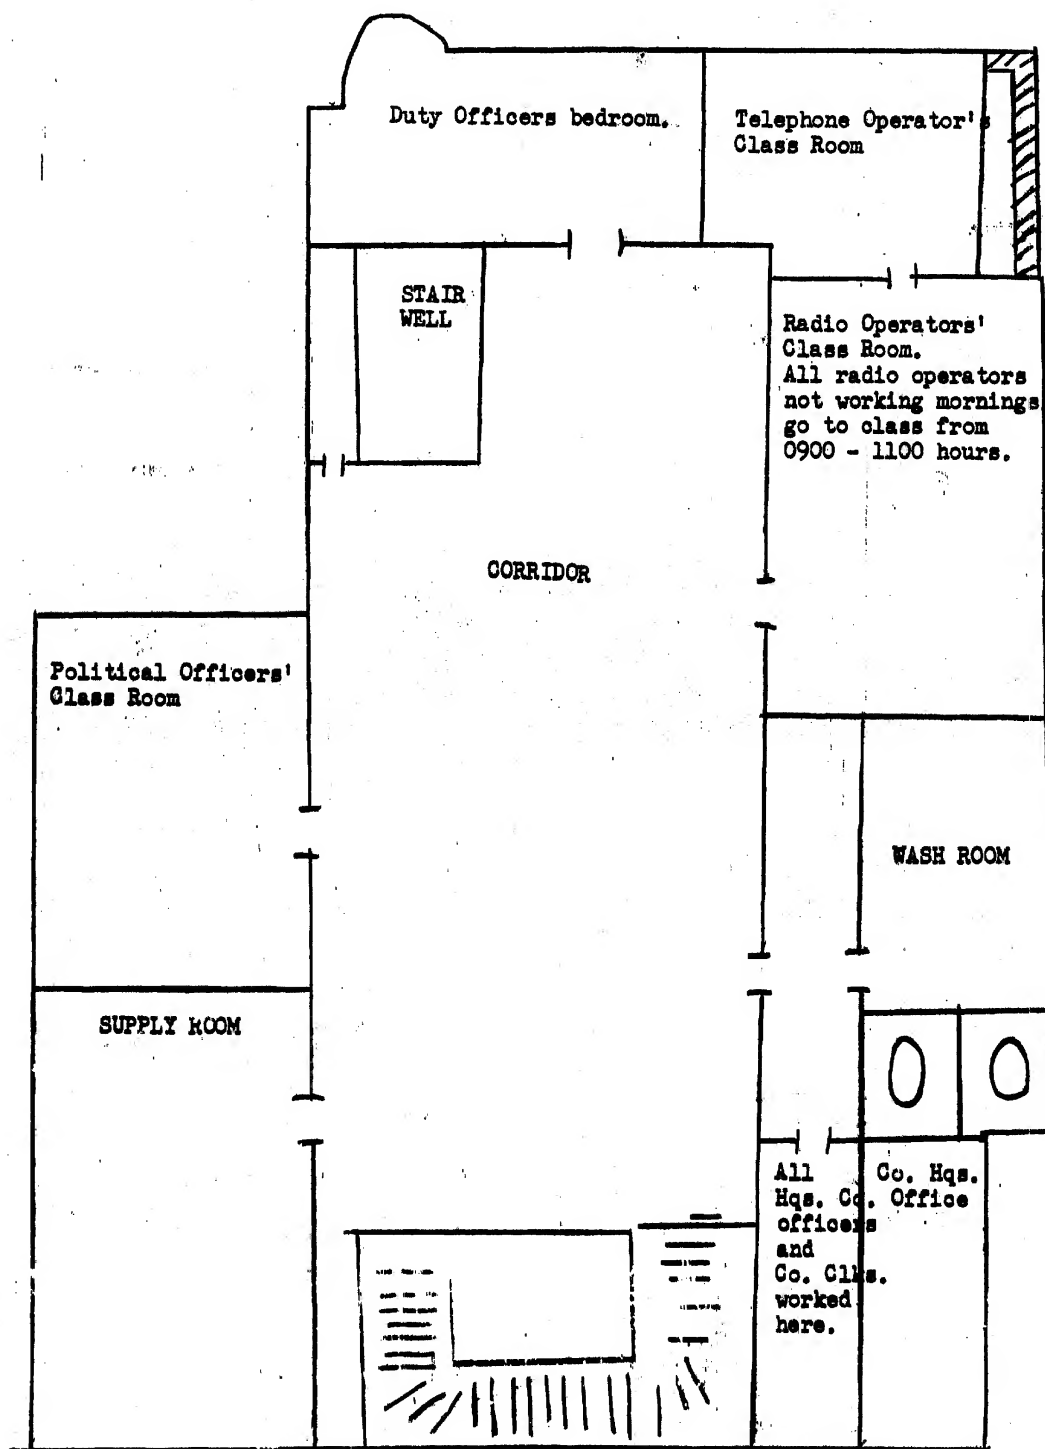 Duty Officers bedroom.
Telephone Operator's
Class Room
STAIR
WELL
Radio Operators'
Class Room.
All radio operators
not working mornings
go to class from
0900 - 1100 hours.
CORRIDOR
Political Officers'
Class Room
WASH ROOM
SUPPLY ROOM
All Co. Hqs.
Hqs. Co. Office
officers
and
Co. Clks.
worked
here.